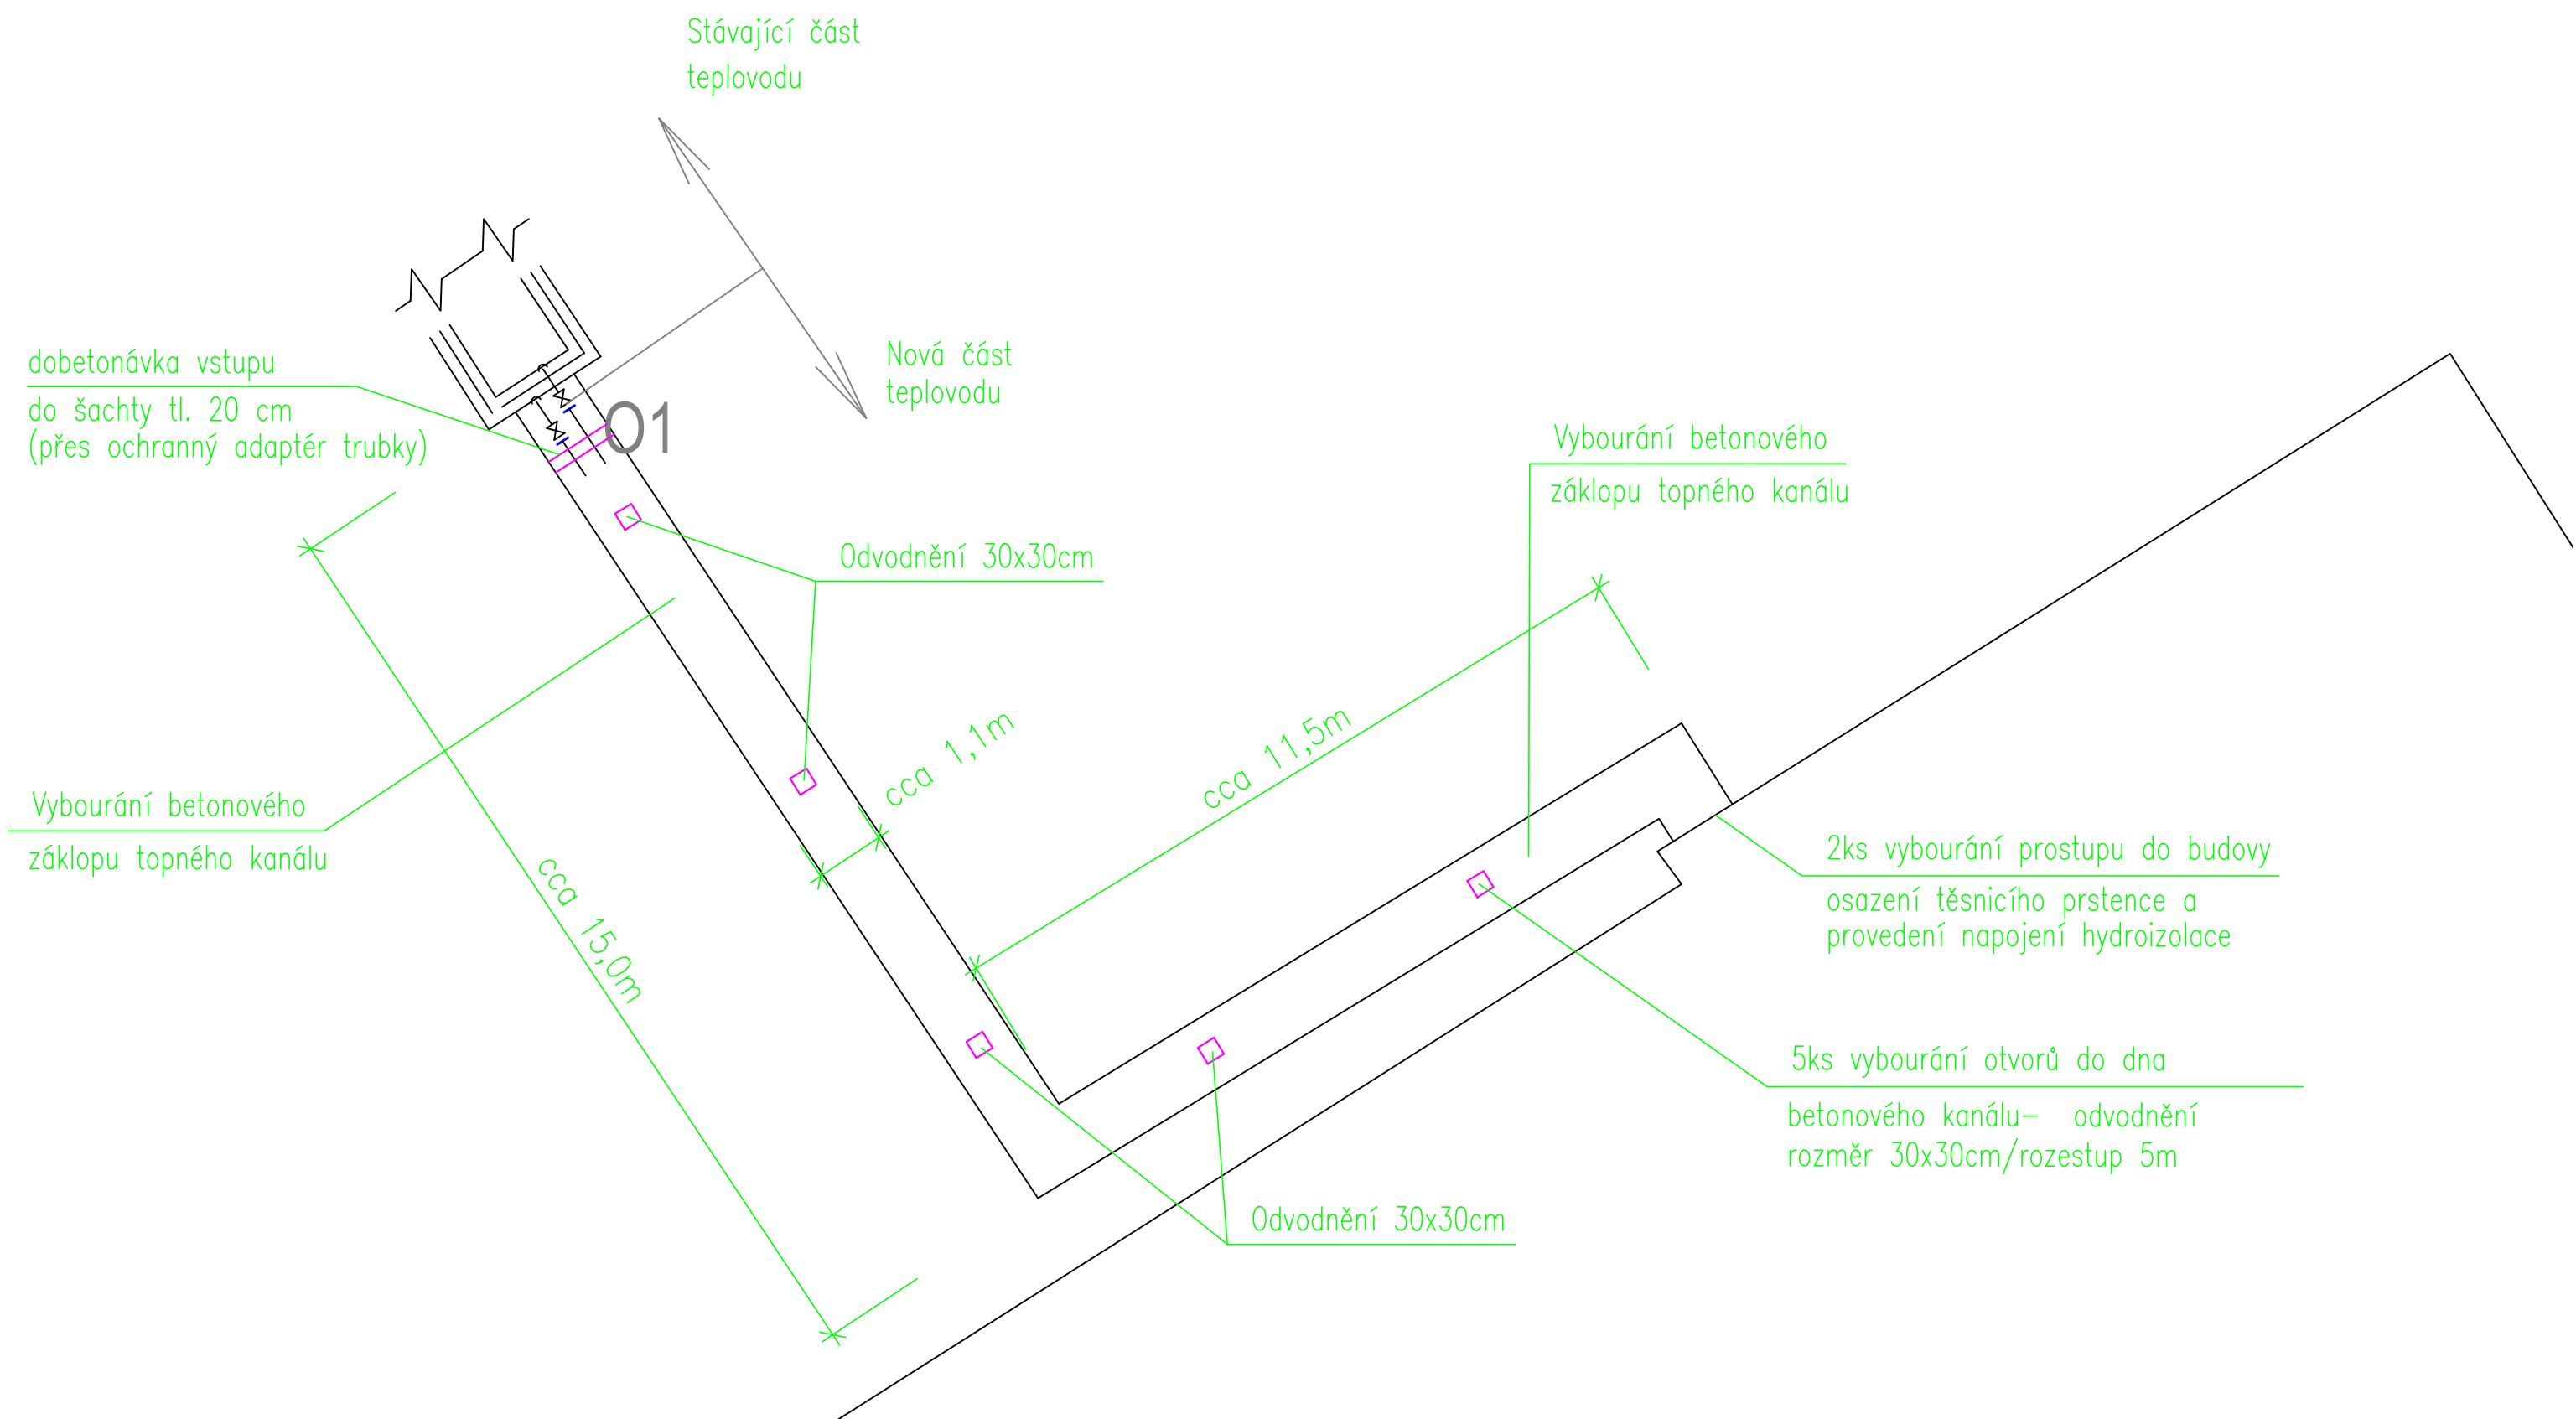 Stávající část
teplovodu
Nová část
teplovodu
dobetonávka vstupu
do šachty tl. 20 cm
(přes ochranný adaptér trubky)
O1
Vybourání betonového
záklopu topného kanálu
Odvodnění 30x30cm
cca 1,1m
cca 11,5m
Vybourání betonového
záklopu topného kanálu
cca 15,0m
2ks vybourání prostupu do budovy
osazení těsnicího prstence a
provedení napojení hydroizolace
5ks vybourání otvorů do dna
betonového kanálu– odvodnění
rozměr 30x30cm/rozestup 5m
Odvodnění 30x30cm